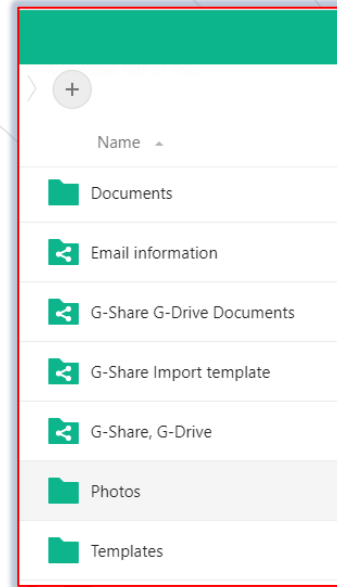 Name
Documents
Email information
G-Share G-Drive Documents
G-Share Import template
G-Share, G-Drive
Photos
Templates